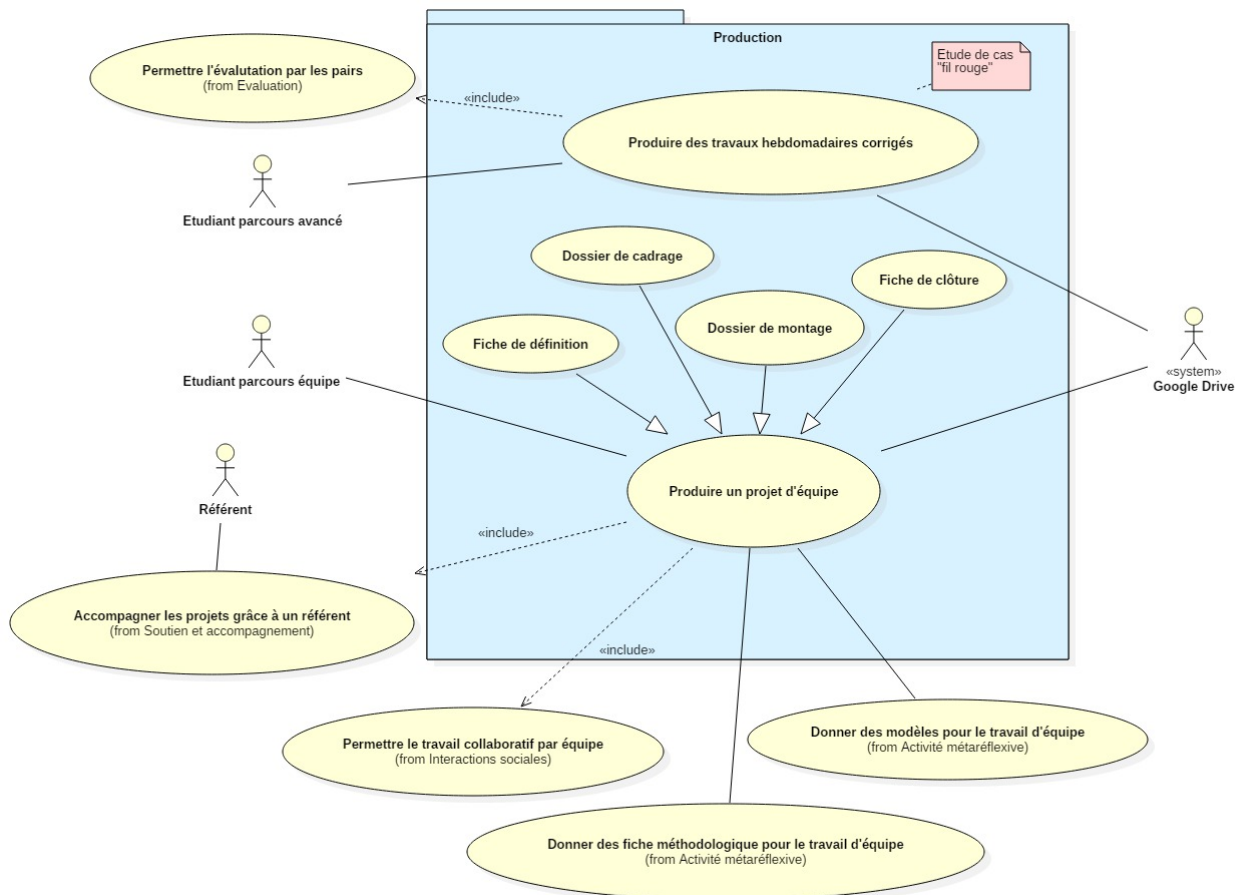 Production
Etude de cas
"fil rouge"
Permettre l'évalutation par les pairs
(from Evaluation)
«include»
Produire des travaux hebdomadaires corrigés
Etudiant parcours avancé
Dossier de cadrage
Fiche de clôture
Dossier de montage
Fiche de définition
Etudiant parcours équipe
«system»
Google Drive
Produire un projet d'équipe
Référent
«include»
Accompagner les projets grâce à un référent
(from Soutien et accompagnement)
«include»
Permettre le travail collaboratif par équipe
(from Interactions sociales)
Donner des modèles pour le travail d'équipe
(from Activité métaréflexive)
Donner des fiche méthodologique pour le travail d'équipe
(from Activité métaréflexive)